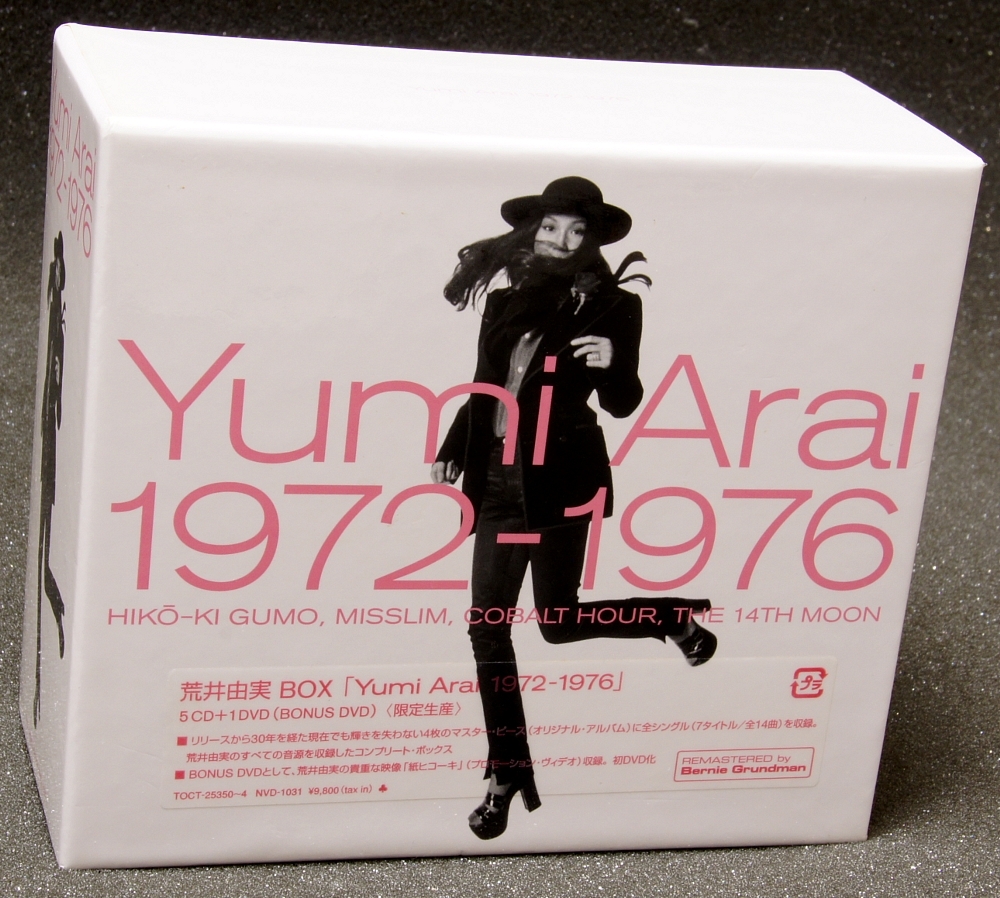 Yumi Arai
1972-1976
Yumi Arai
1972-1976
HIKŌ-KI GUMO, MISSLIM, COBALT HOUR, THE 14TH MOON
荒井由実 BOX「Yumi Arai 1972-1976」
プラ
5CD+1DVD(BONUS DVD)〈限定生産〉
■ リリースから30年を経た現在でも輝きを失わない4枚のマスター・ピース(オリジナル・アルバム)に全シングル(7タイトル/全14曲)を収録。
荒井由実のすべての音源を収録したコンプリート・ボックス
■ BONUS DVDとして、荒井由実の貴重な映像「紙ヒコーキ」(プロモーション・ヴィデオ)収録。初DVD化
REMASTERED by
Bernie Grundman
TOCT-25350~4 NVD-1031 ¥9,800(tax in) ♣